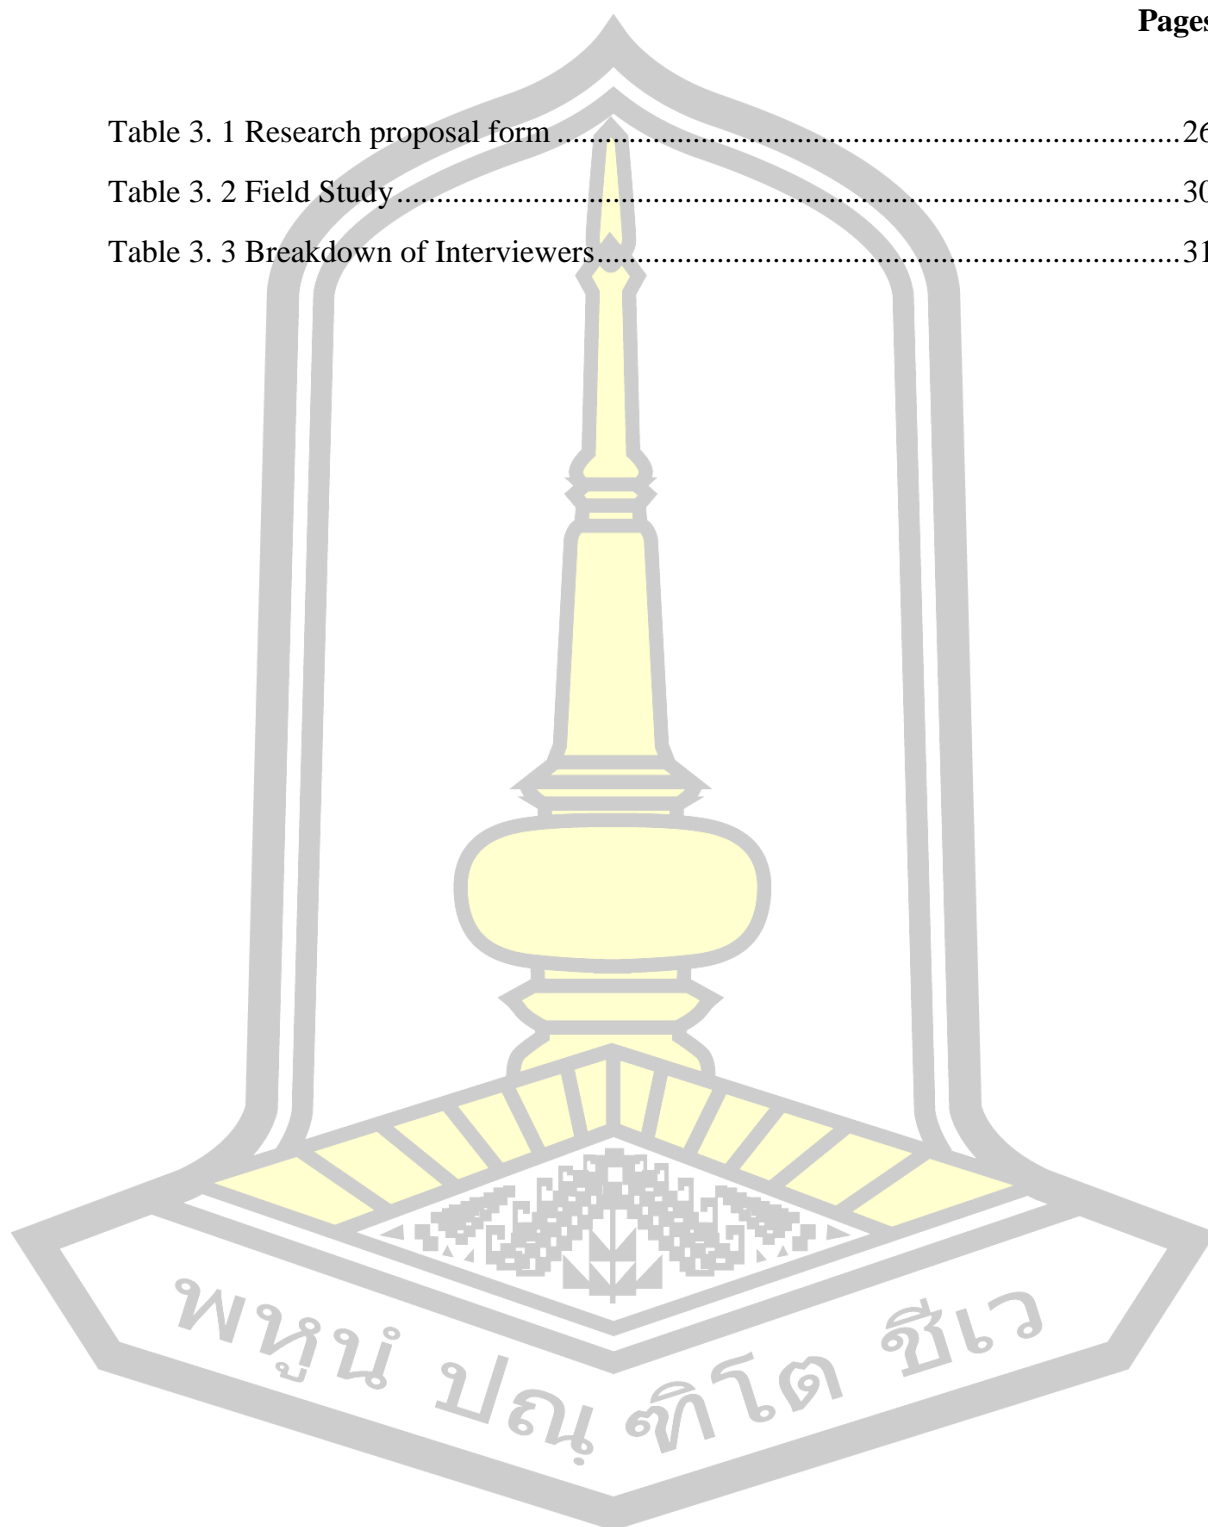 Pages
Table 3. 1 Research proposal form ............................................................................26
Table 3. 2 Field Study ...............................................................................................30
Table 3. 3 Breakdown of Interviewers.......................................................................31
พหูนํ ปณฺฑิโต ชีเว